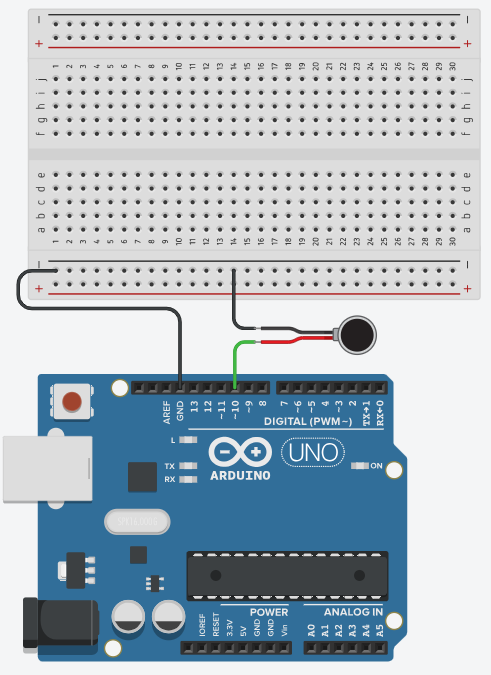 − −
+ +
1 2 3 4 5 6 7 8 9 10 11 12 13 14 15 16 17 18 19 20 21 22 23 24 25 26 27 28 29 30
j j
i i
h h
g g
f f
e e
d d
c c
b b
a a
1 2 3 4 5 6 7 8 9 10 11 12 13 14 15 16 17 18 19 20 21 22 23 24 25 26 27 28 29 30
− −
+ +
AREF GND 13 12 ~11 ~10 ~9 8 7 ~6 ~5 4 ~3 2 TX→1 RX←0
DIGITAL (PWM~)
L
TX
RX
ARDUINO
UNO
ON
POWER ANALOG IN
IOREF RESET 3.3V 5V GND GND Vin A0 A1 A2 A3 A4 A5